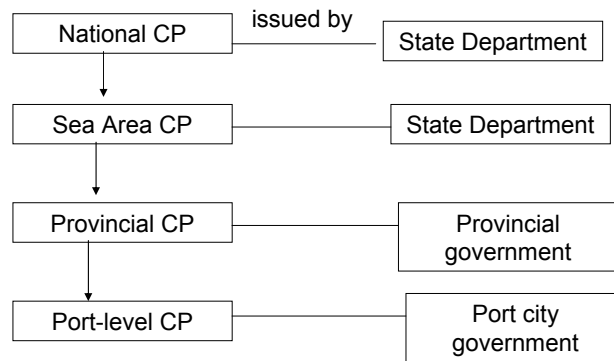 National CP
issued by
State Department
Sea Area CP
State Department
Provincial CP
Provincial
government
Port-level CP
Port city
government